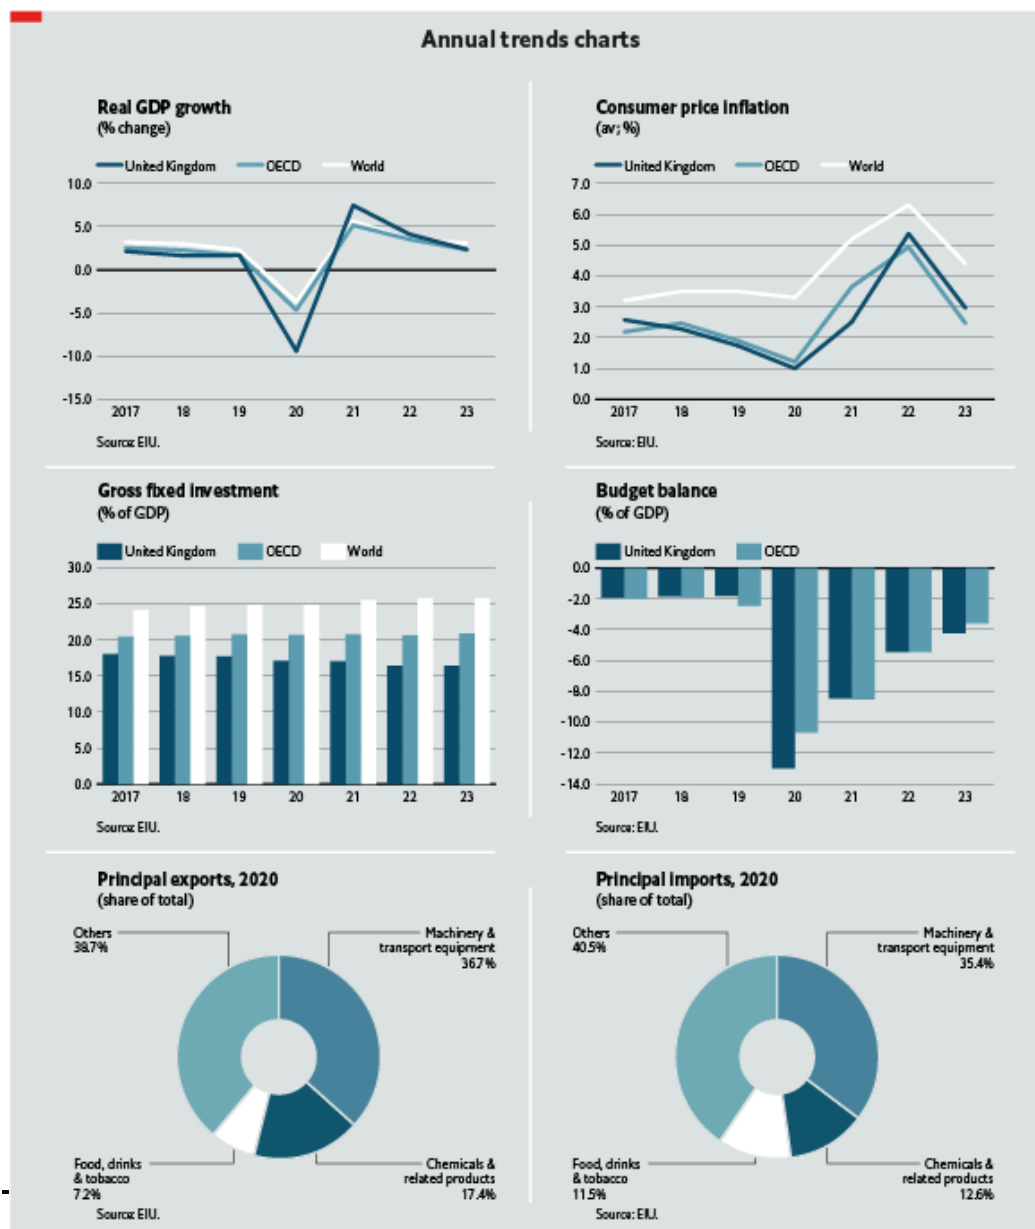 Annual trends charts
Real GDP growth
(% change)
United Kingdom OECD World
10.0
5.0
0.0
-5.0
-10.0
-15.0
2017 18 19 20 21 22 23
Source: EIU.
Consumer price inflation
(av; %)
United Kingdom OECD World
7.0
6.0
5.0
4.0
3.0
2.0
1.0
0.0
2017 18 19 20 21 22 23
Source: EIU.
Gross fixed investment
(% of GDP)
United Kingdom OECD World
30.0
25.0
20.0
15.0
10.0
5.0
0.0
2017 18 19 20 21 22 23
Source: EIU.
Budget balance
(% of GDP)
United Kingdom OECD
0.0
-2.0
-4.0
-6.0
-8.0
-10.0
-12.0
-14.0
2017 18 19 20 21 22 23
Source: EIU.
Principal exports, 2020
(share of total)
Others
38.7%
Machinery &
transport equipment
36.7%
Food, drinks
& tobacco
7.2%
Chemicals &
related products
17.4%
Source: EIU.
Principal imports, 2020
(share of total)
Others
40.5%
Machinery &
transport equipment
35.4%
Food, drinks
& tobacco
11.5%
Chemicals &
related products
12.6%
Source: EIU.